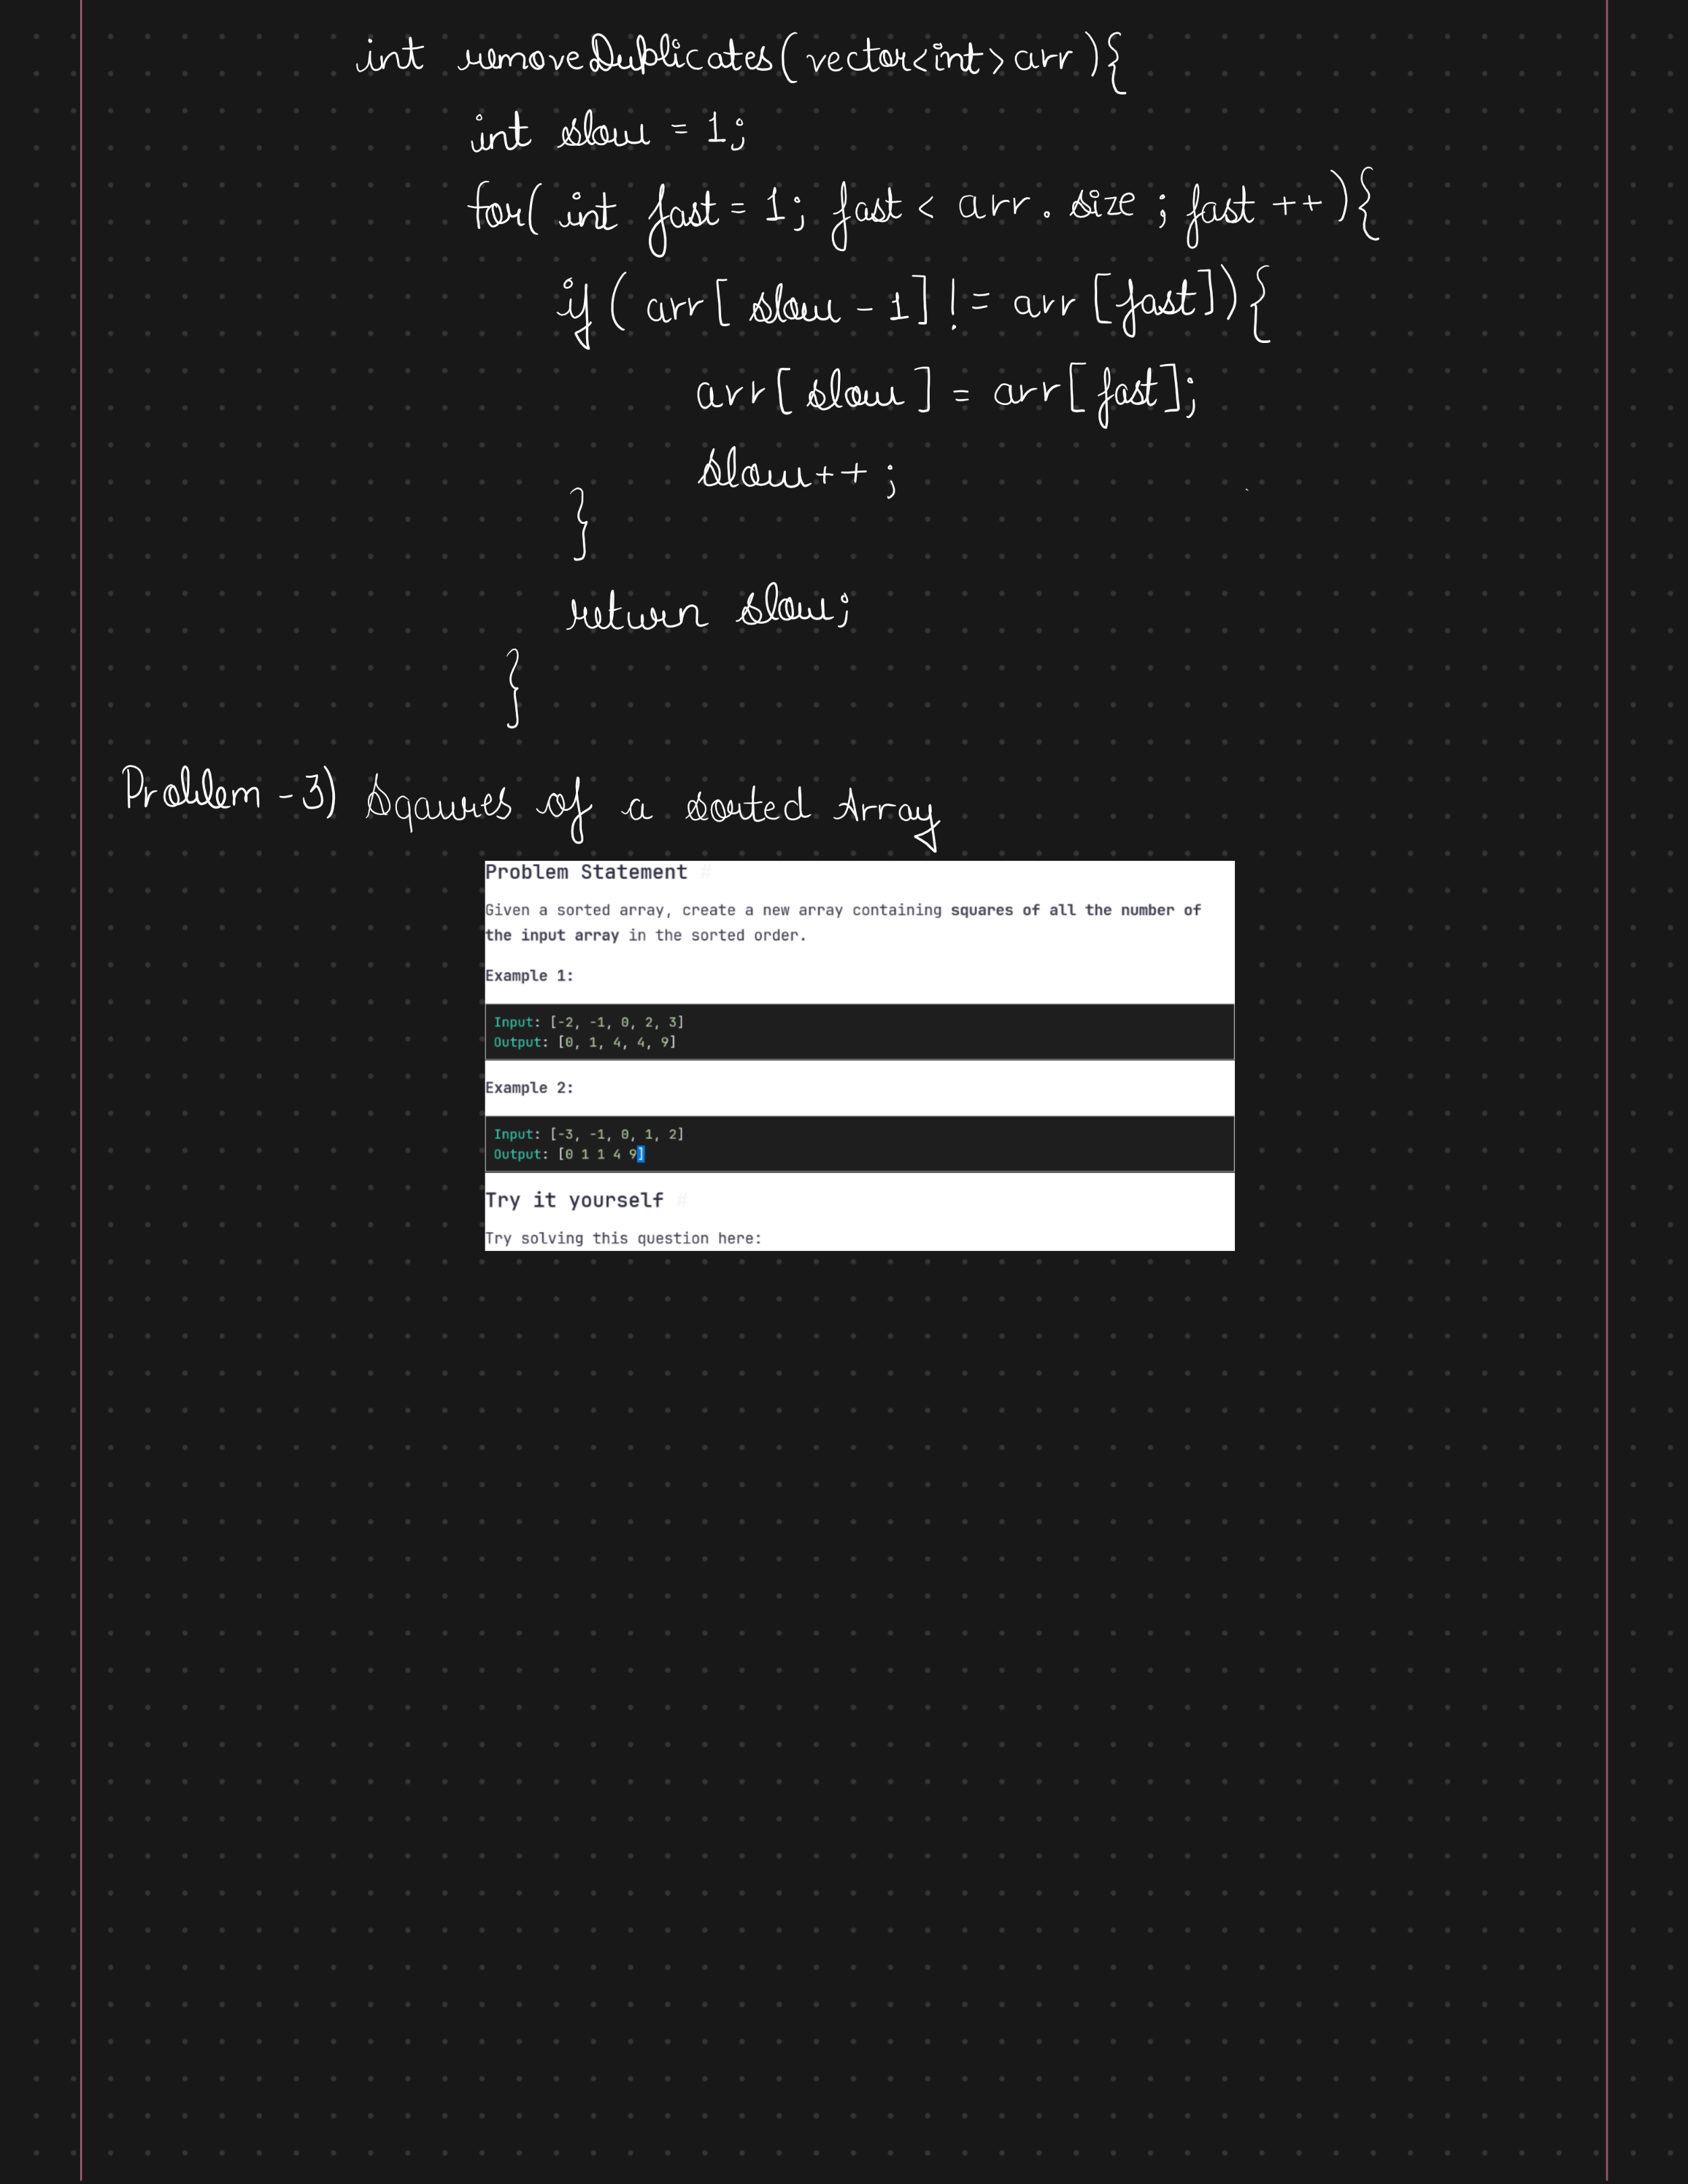 int removeDublicates(vector<int>arr){
int slow = 1;
for( int fast = 1; fast < arr. size ; fast ++){
if ( arr[ slow - 1] != arr [fast]){
arr[ slow ] = arr[ fast];
slow++ ;
}
return slow;
}
Problem -3) Sqaures of a sorted Array
Problem Statement #
Given a sorted array, create a new array containing squares of all the number of
the input array in the sorted order.
Example 1:
Input: [-2, -1, 0, 2, 3]
Output: [0, 1, 4, 4, 9]
Example 2:
Input: [-3, -1, 0, 1, 2]
Output: [0 1 1 4 9]
Try it yourself #
Try solving this question here: